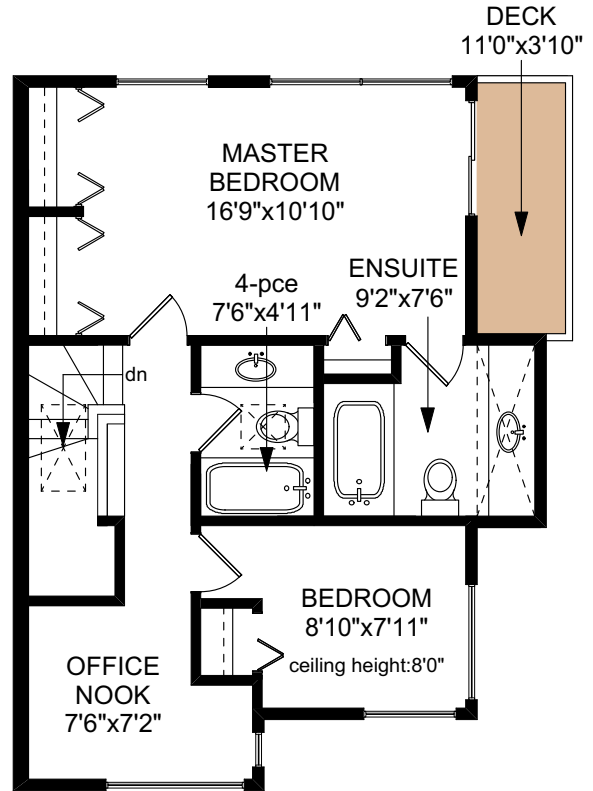 DECK
11'0"x3'10"
MASTER
BEDROOM
16'9"x10'10"
4-pce
7'6"x4'11"
ENSUITE
9'2"x7'6"
dn
BEDROOM
8'10"x7'11"
ceiling height:8'0"
OFFICE
NOOK
7'6"x7'2"